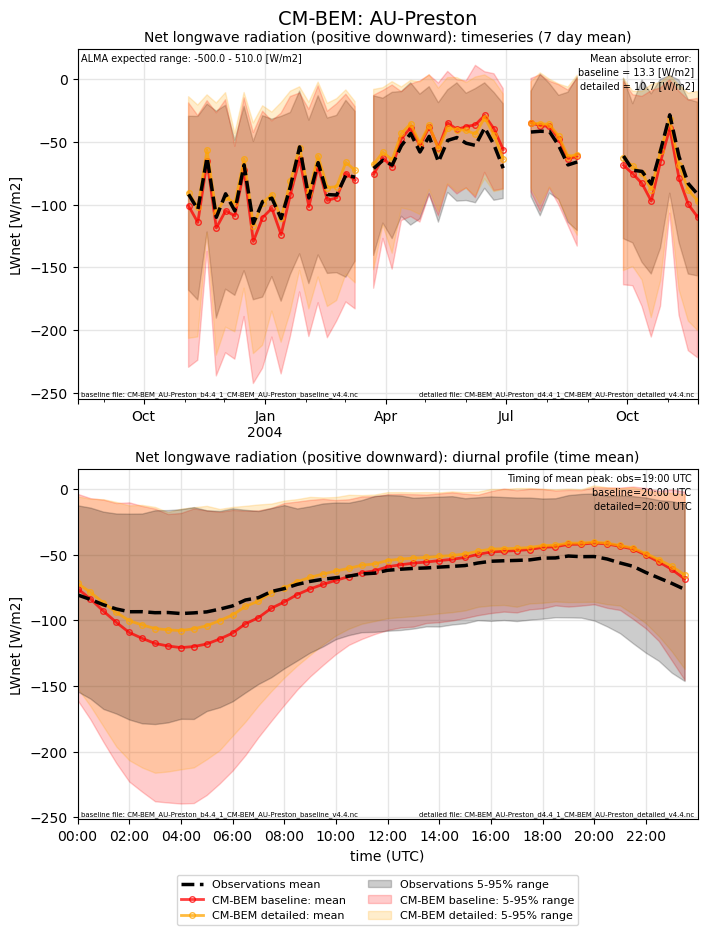 CM-BEM: AU-Preston
Net longwave radiation (positive downward): timeseries (7 day mean)
ALMA expected range: -500.0 - 510.0 [W/m2]
Mean absolute error:
baseline = 13.3 [W/m2]
detailed = 10.7 [W/m2]
0
−50
−100
−150
−200
−250
LWnet [W/m2]
baseline file: CM-BEM_AU-Preston_b4.4_1_CM-BEM_AU-Preston_baseline_v4.4.nc
detailed file: CM-BEM_AU-Preston_d4.4_1_CM-BEM_AU-Preston_detailed_v4.4.nc
Oct Jan Apr Jul Oct
2004
Net longwave radiation (positive downward): diurnal profile (time mean)
Timing of mean peak: obs=19:00 UTC
baseline=20:00 UTC
detailed=20:00 UTC
0
−50
−100
−150
−200
−250
LWnet [W/m2]
baseline file: CM-BEM_AU-Preston_b4.4_1_CM-BEM_AU-Preston_baseline_v4.4.nc
detailed file: CM-BEM_AU-Preston_d4.4_1_CM-BEM_AU-Preston_detailed_v4.4.nc
00:00 02:00 04:00 06:00 08:00 10:00 12:00 14:00 16:00 18:00 20:00 22:00
time (UTC)
Observations mean
CM-BEM baseline: mean
CM-BEM detailed: mean
Observations 5-95% range
CM-BEM baseline: 5-95% range
CM-BEM detailed: 5-95% range